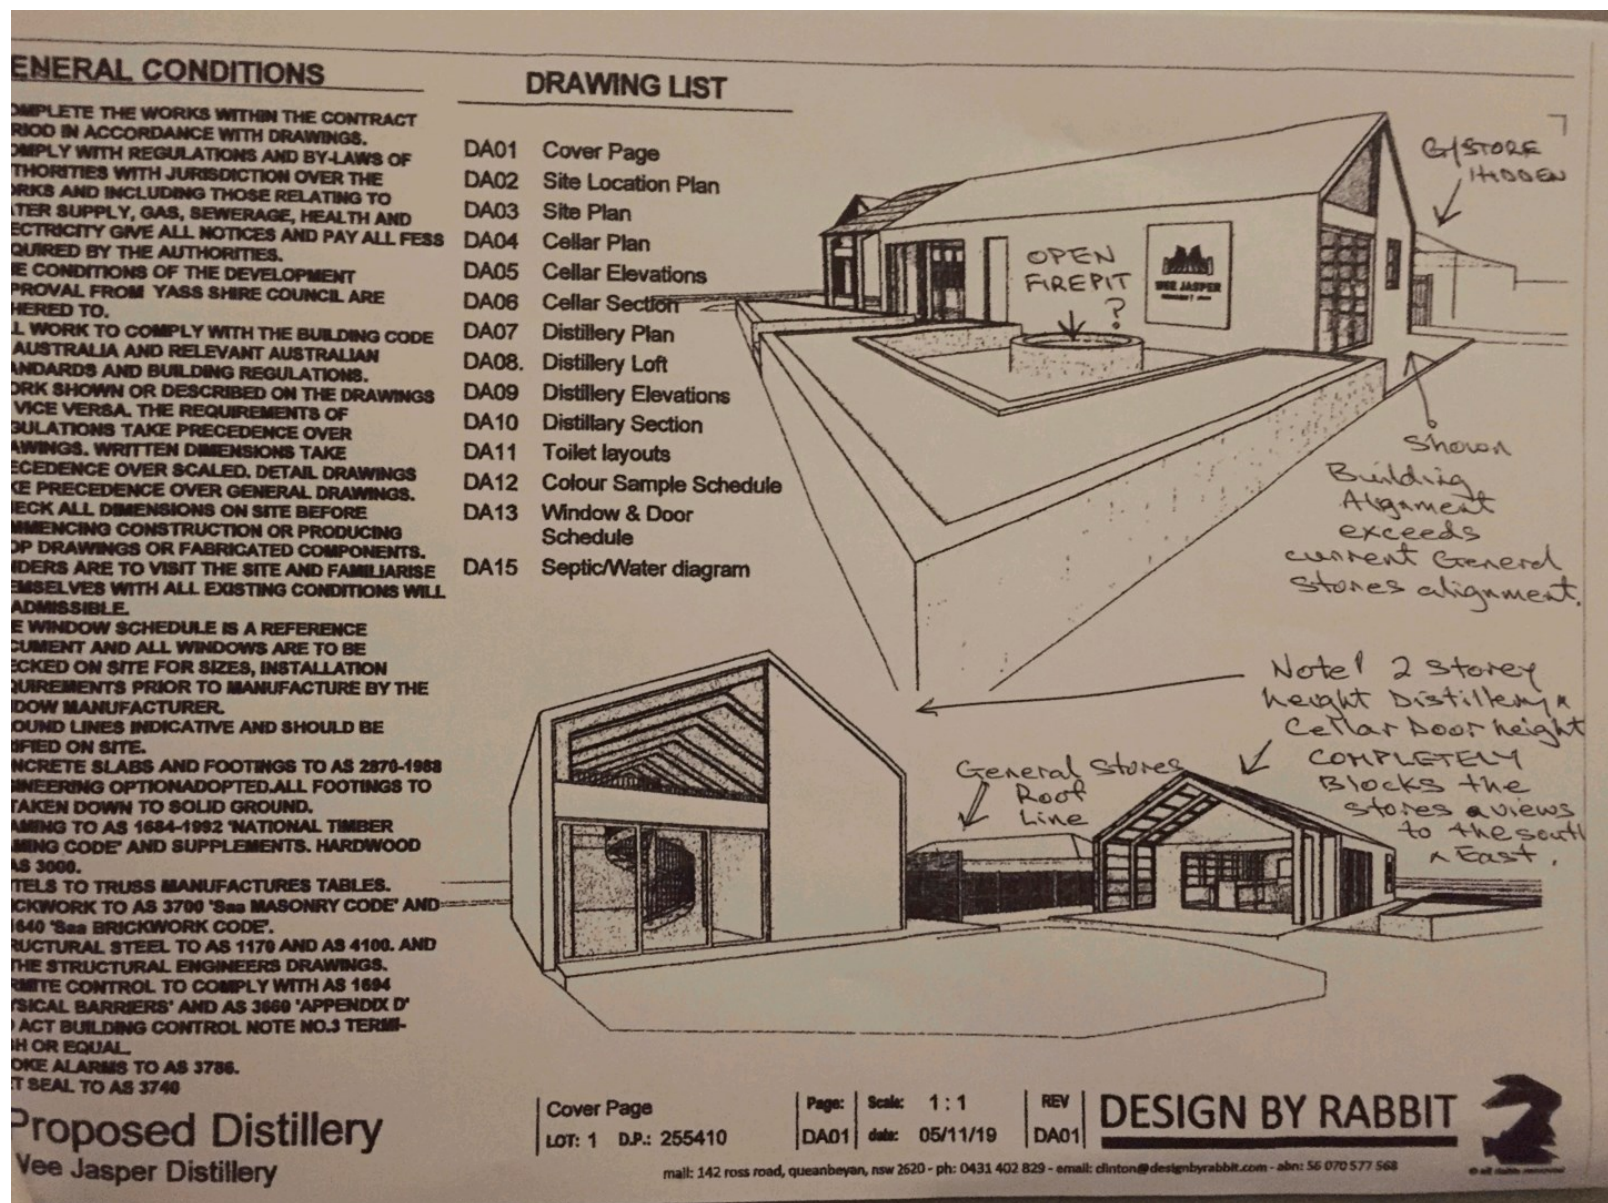 ENERAL CONDITIONS
OMPLETE THE WORKS WITHIN THE CONTRACT
RIOD IN ACCORDANCE WITH DRAWINGS.
OMPLY WITH REGULATIONS AND BY-LAWS OF
THORITIES WITH JURISDICTION OVER THE
ORKS AND INCLUDING THOSE RELATING TO
TER SUPPLY, GAS, SEWERAGE, HEALTH AND
ECTRICITY GIVE ALL NOTICES AND PAY ALL FESS
QUIRED BY THE AUTHORITIES.
E CONDITIONS OF THE DEVELOPMENT
PROVAL FROM YASS SHIRE COUNCIL ARE
HERED TO.
L WORK TO COMPLY WITH THE BUILDING CODE
AUSTRALIA AND RELEVANT AUSTRALIAN
ANDARDS AND BUILDING REGULATIONS.
ORK SHOWN OR DESCRIBED ON THE DRAWINGS
VICE VERSA. THE REQUIREMENTS OF
GULATIONS TAKE PRECEDENCE OVER
AWINGS. WRITTEN DIMENSIONS TAKE
ECEDENCE OVER SCALED. DETAIL DRAWINGS
KE PRECEDENCE OVER GENERAL DRAWINGS.
ECK ALL DIMENSIONS ON SITE BEFORE
MMENCING CONSTRUCTION OR PRODUCING
OP DRAWINGS OR FABRICATED COMPONENTS.
NDERS ARE TO VISIT THE SITE AND FAMILIARISE
EMSELVES WITH ALL EXISTING CONDITIONS WILL
ADMISSIBLE.
E WINDOW SCHEDULE IS A REFERENCE
CUMENT AND ALL WINDOWS ARE TO BE
ECKED ON SITE FOR SIZES, INSTALLATION
QUIREMENTS PRIOR TO MANUFACTURE BY THE
DOW MANUFACTURER.
OUND LINES INDICATIVE AND SHOULD BE
IFIED ON SITE.
NCRETE SLABS AND FOOTINGS TO AS 2870-1988
GINEERING OPTIONADOPTED.ALL FOOTINGS TO
TAKEN DOWN TO SOLID GROUND.
AMING TO AS 1684-1992 'NATIONAL TIMBER
MING CODE' AND SUPPLEMENTS. HARDWOOD
AS 3000.
TELS TO TRUSS MANUFACTURES TABLES.
CKWORK TO AS 3700 'Saa MASONRY CODE' AND
1640 'Saa BRICKWORK CODE'.
RUCTURAL STEEL TO AS 1170 AND AS 4100. AND
THE STRUCTURAL ENGINEERS DRAWINGS.
RMITE CONTROL TO COMPLY WITH AS 1694
YSICAL BARRIERS' AND AS 3660 'APPENDIX D'
ACT BUILDING CONTROL NOTE NO.3 TERMI-
SH OR EQUAL.
OKE ALARMS TO AS 3786.
T SEAL TO AS 3740
DRAWING LIST
DA01 Cover Page
DA02 Site Location Plan
DA03 Site Plan
DA04 Cellar Plan
DA05 Cellar Elevations
DA06 Cellar Section
DA07 Distillery Plan
DA08. Distillery Loft
DA09 Distillery Elevations
DA10 Distillary Section
DA11 Toilet layouts
DA12 Colour Sample Schedule
DA13 Window & Door
Schedule
DA15 Septic/Water diagram
OPEN
FIREPIT
?
WEE JASPER
G/STORE
HIDDEN
Shown
Building
Alignment
exceeds
current General
Stores alignment.
Note! 2 Storey
height Distillery &
Cellar Door height
COMPLETELY
Blocks the
stores & views
to the south
& East.
General Stores
Roof
Line
Proposed Distillery
Wee Jasper Distillery
Cover Page
LOT: 1 D.P.: 255410
Page:
DA01
Scale: 1 : 1
date: 05/11/19
REV
DA01
DESIGN BY RABBIT
mail: 142 ross road, queanbeyan, nsw 2620 - ph: 0431 402 829 - email: clinton@designbyrabbit.com - abn: 56 070 577 568
© all rights reserved